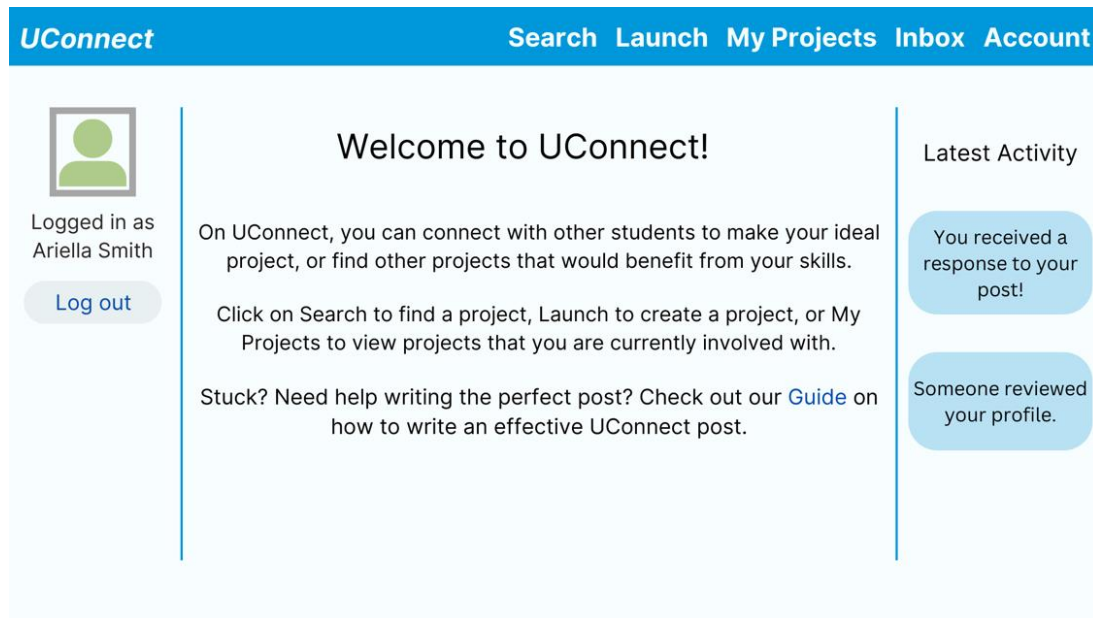 UConnect
Search Launch My Projects Inbox Account
Logged in as
Ariella Smith
Log out
Welcome to UConnect!
On UConnect, you can connect with other students to make your ideal
project, or find other projects that would benefit from your skills.
Click on Search to find a project, Launch to create a project, or My
Projects to view projects that you are currently involved with.
Stuck? Need help writing the perfect post? Check out our Guide on
how to write an effective UConnect post.
Latest Activity
You received a
response to your
post!
Someone reviewed
your profile.